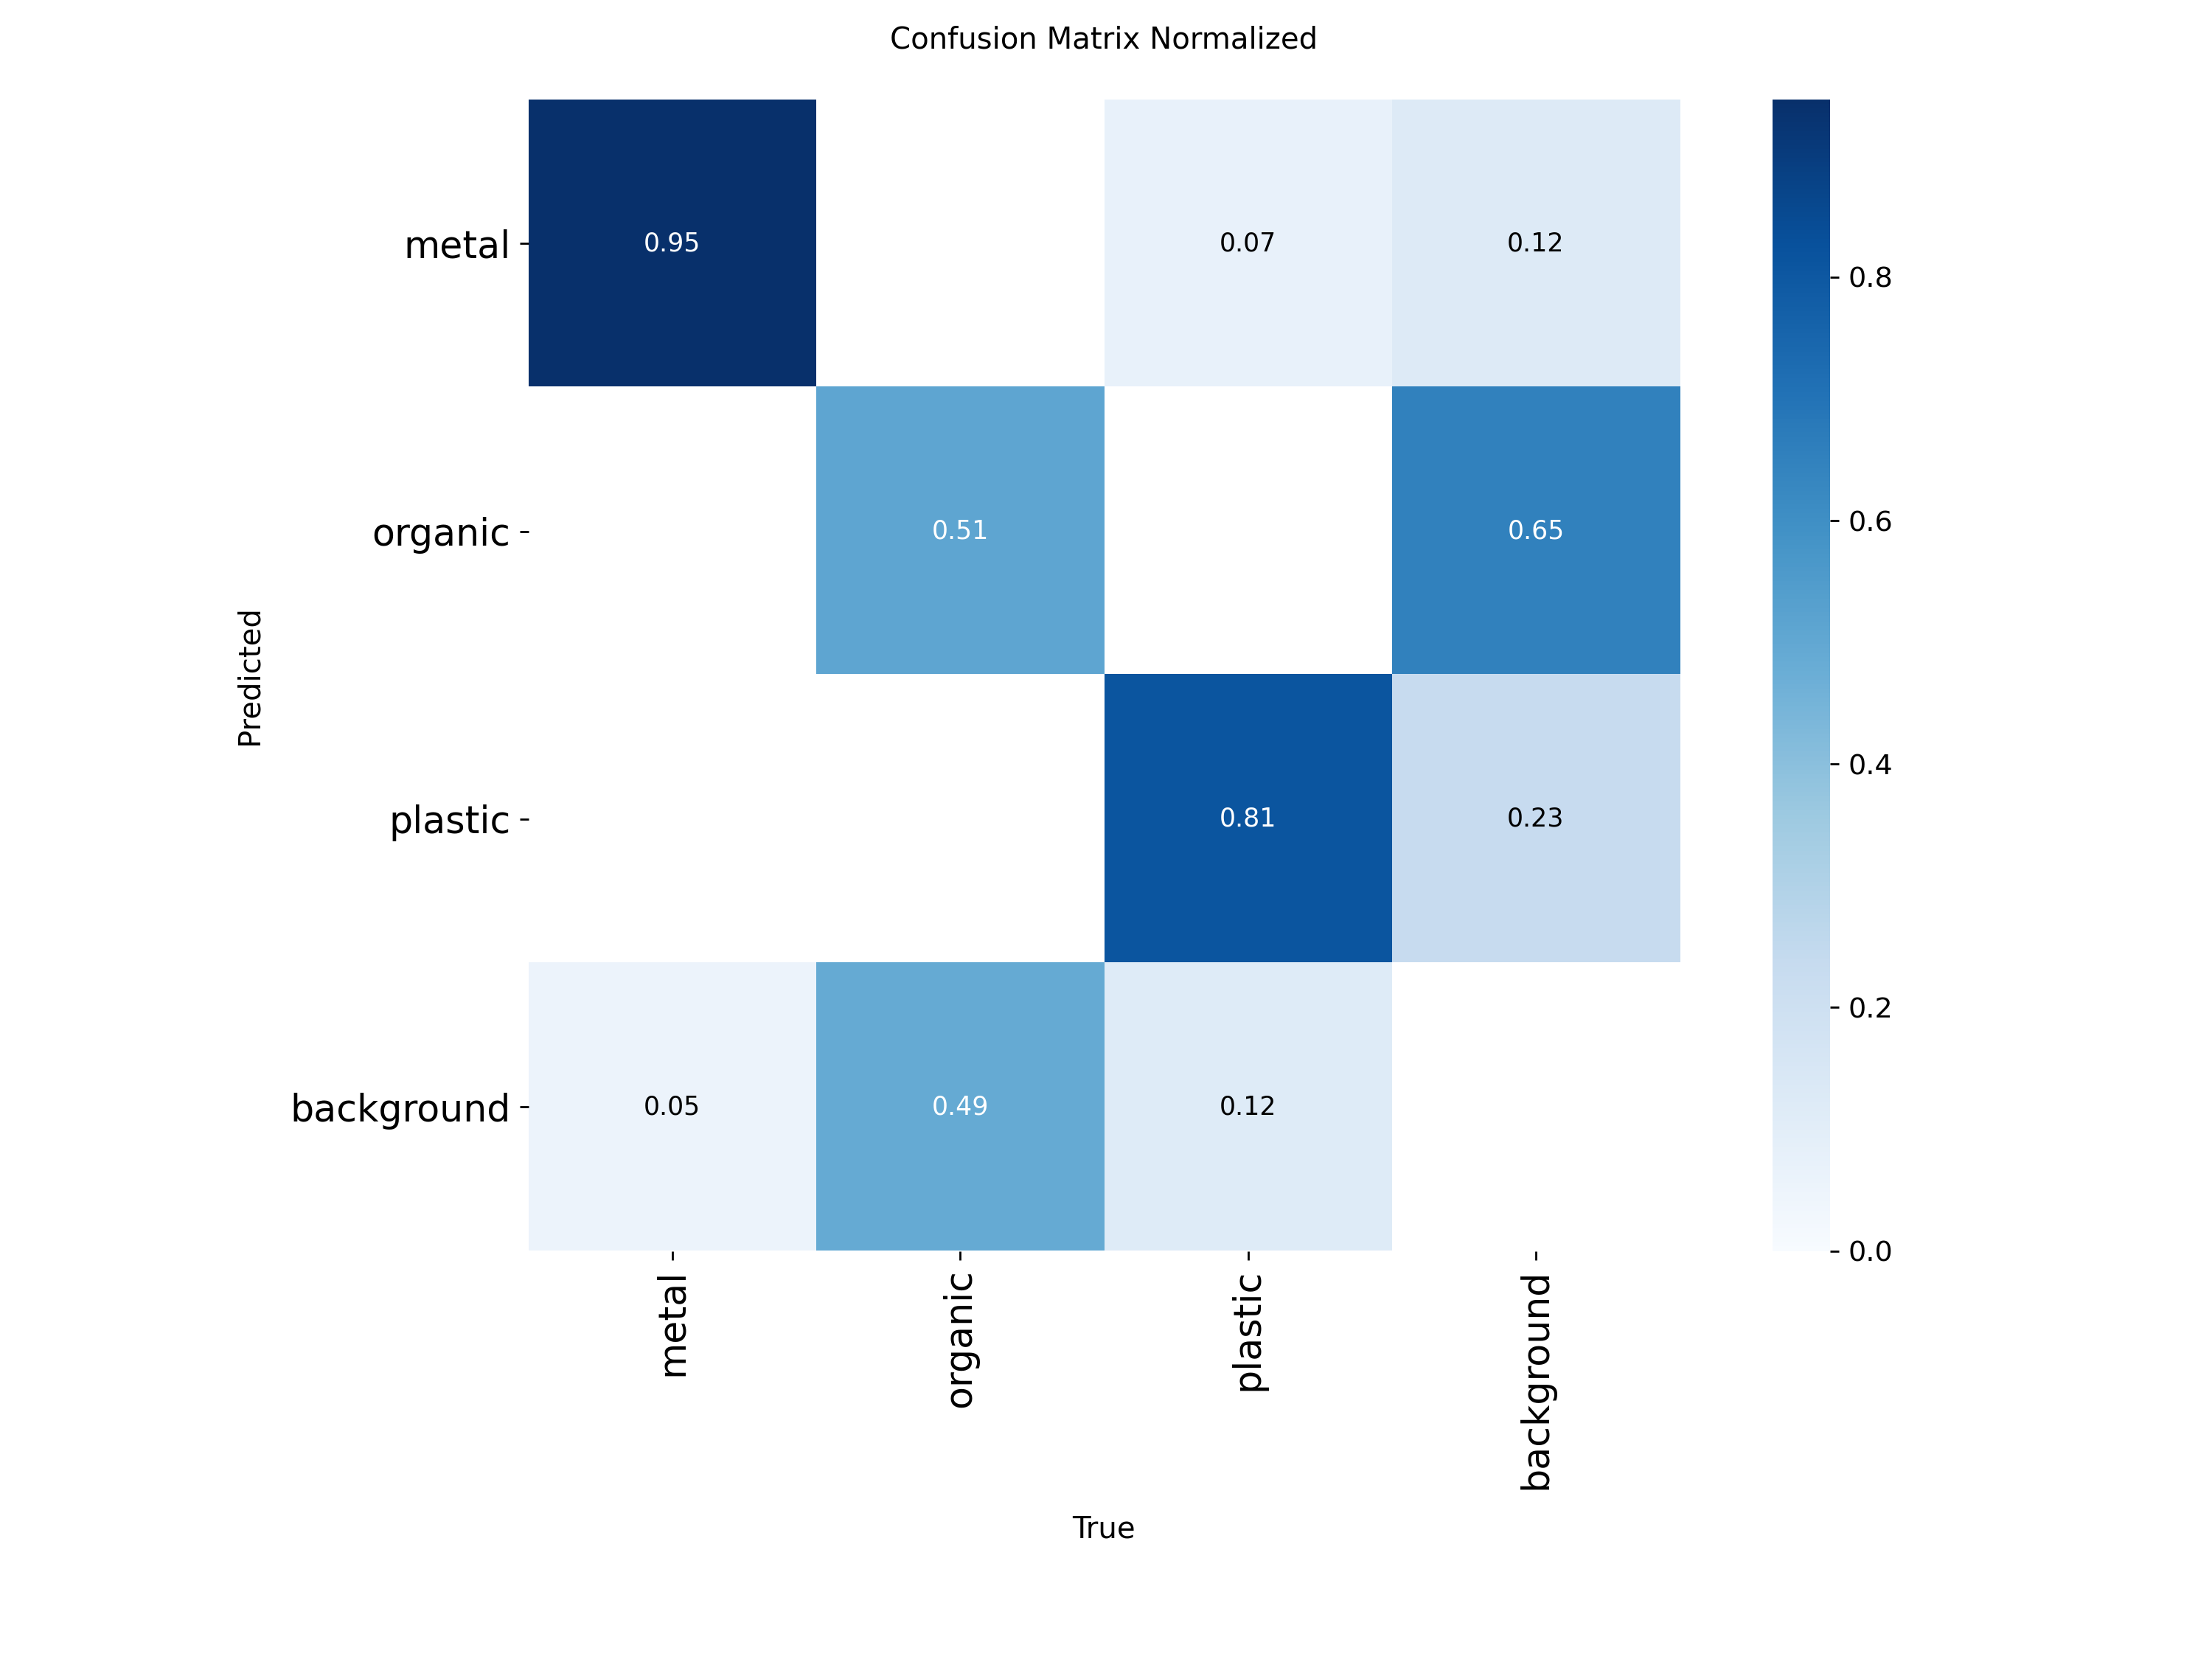 Confusion Matrix Normalized
metal
0.95
0.07
0.12
0.8
organic
0.51
0.65
0.6
Predicted
plastic
0.81
0.23
0.4
background
0.05
0.49
0.12
0.2
0.0
metal
organic
plastic
background
True